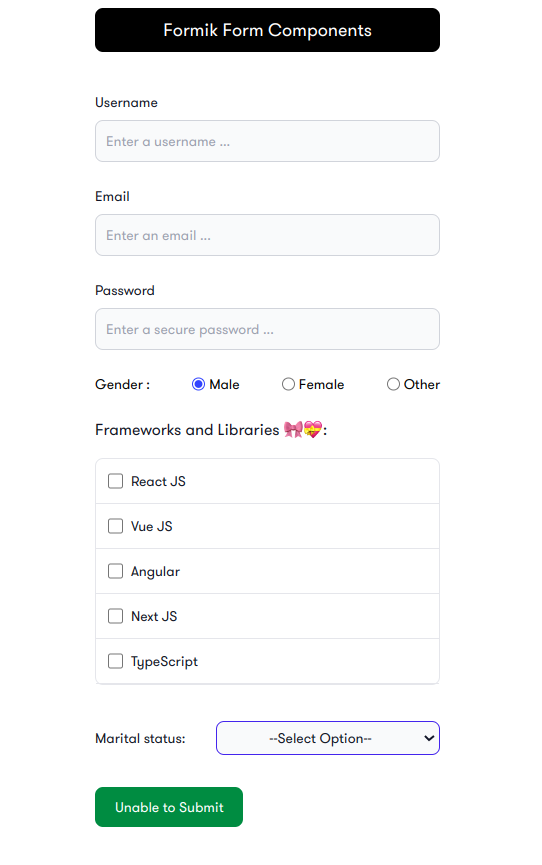 Formik Form Components
Username
Enter a username ...
Email
Enter an email ...
Password
Enter a secure password ...
Gender : Male Female Other
Frameworks and Libraries 🎀💝:
React JS
Vue JS
Angular
Next JS
TypeScript
Marital status: --Select Option--
Unable to Submit